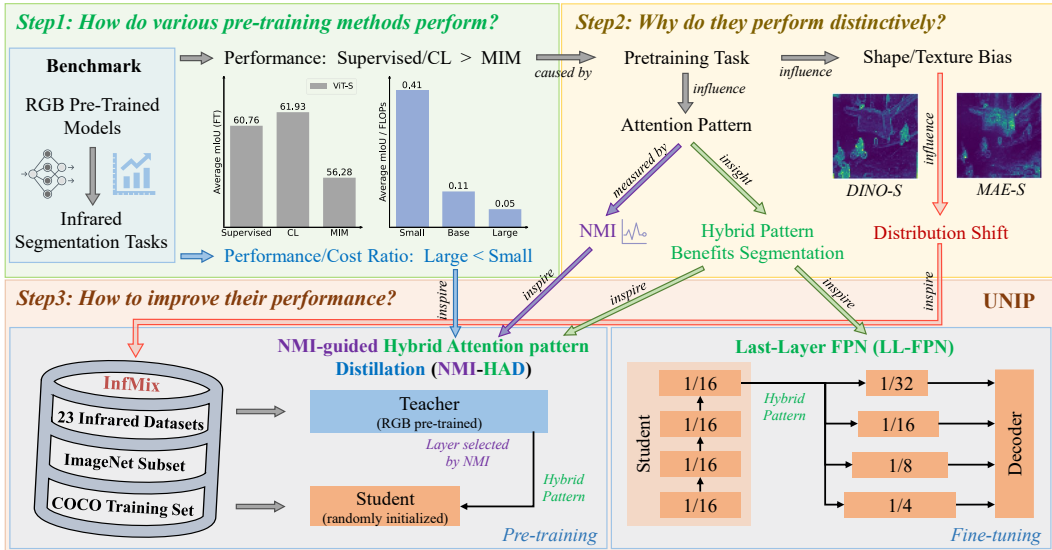 Step1: How do various pre-training methods perform?
Benchmark
RGB Pre-Trained
Models
Infrared
Segmentation Tasks
Performance: Supervised/CL > MIM
Average mIoU (FT)
ViT-S
60.76
61.93
56.28
Supervised
CL
MIM
Average mIoU / FLOPs
0.41
0.11
0.05
Small
Base
Large
Performance/Cost Ratio: Large < Small
caused by
Step2: Why do they perform distinctively?
Pretraining Task
influence
Shape/Texture Bias
influence
Attention Pattern
measured by
insight
influence
DINO-S
MAE-S
NMI
Hybrid Pattern
Benefits Segmentation
Distribution Shift
inspire
inspire
inspire
inspire
inspire
Step3: How to improve their performance?
UNIP
InfMix
23 Infrared Datasets
ImageNet Subset
COCO Training Set
NMI-guided Hybrid Attention pattern
Distillation (NMI-HAD)
Teacher
(RGB pre-trained)
Layer selected
by NMI
Hybrid
Pattern
Student
(randomly initialized)
Pre-training
Last-Layer FPN (LL-FPN)
Student
1/16
1/16
1/16
1/16
Hybrid
Pattern
1/32
1/16
1/8
1/4
Decoder
Fine-tuning